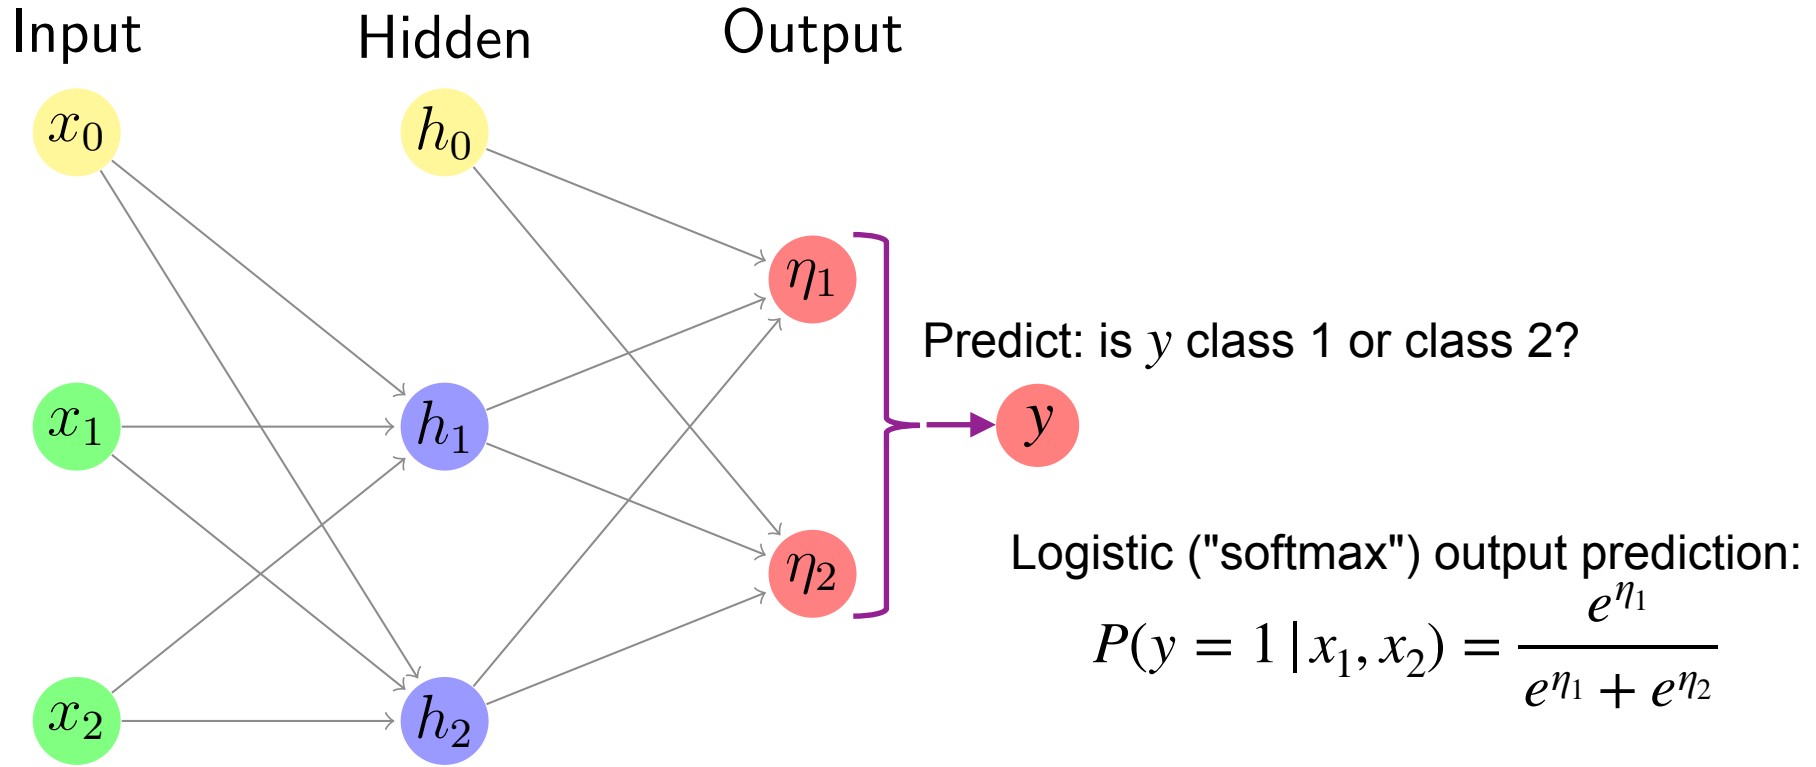 Input Hidden Output
x₀ h₀
η₁
Predict: is y class 1 or class 2?
x₁ h₁ y
Logistic ("softmax") output prediction:
η₂
P(y = 1 | x₁, x₂) = e^{η₁} / (e^{η₁} + e^{η₂})
x₂ h₂